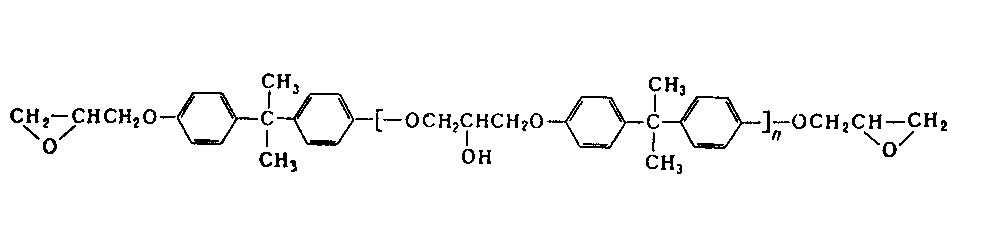 CH₃ CH₃
CH₂—CHCH₂O—C—[—OCH₂CHCH₂O—C—]ₙ—OCH₂CH—CH₂
O CH₃ OH CH₃ O